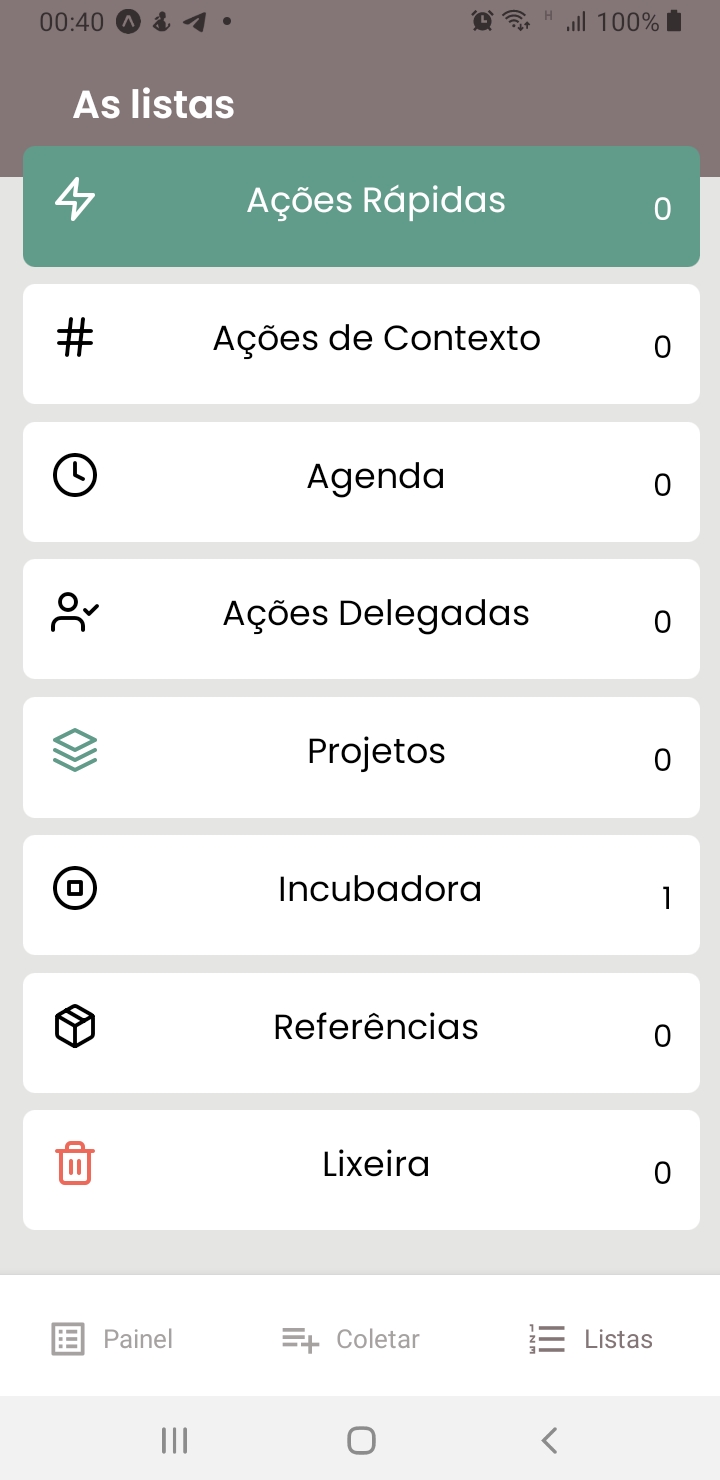 00:40 H 100%
As listas
Ações Rápidas 0
Ações de Contexto 0
Agenda 0
Ações Delegadas 0
Projetos 0
Incubadora 1
Referências 0
Lixeira 0
Painel Coletar Listas